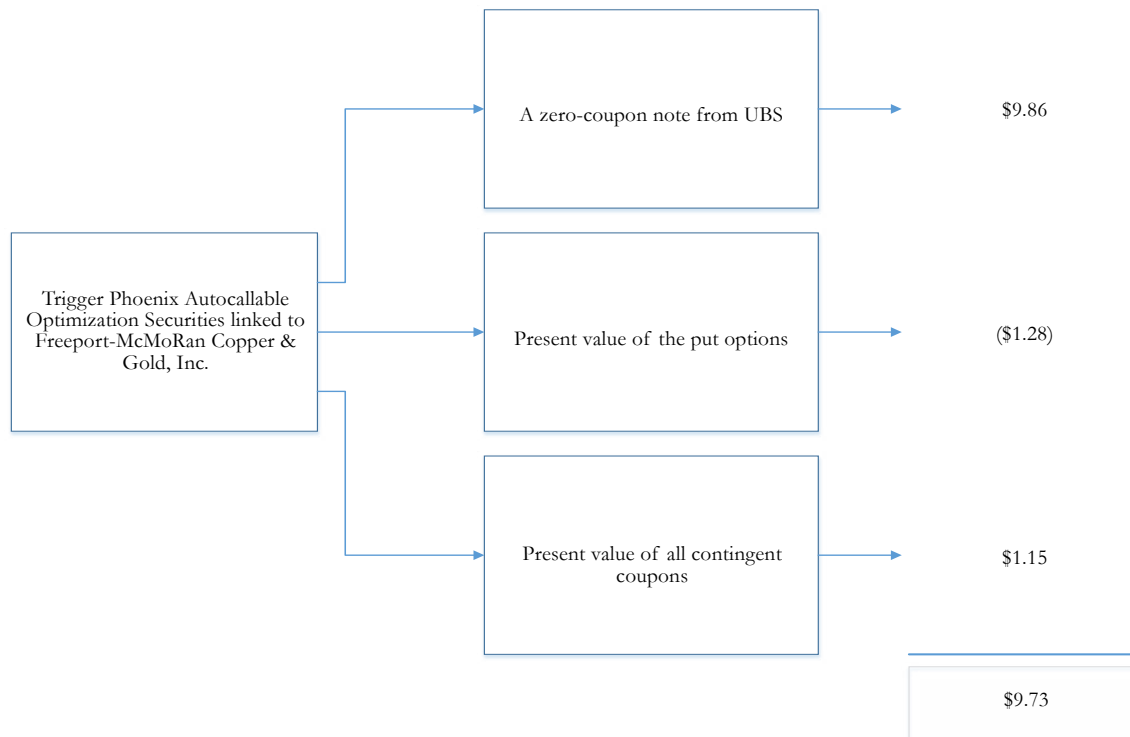 A zero-coupon note from UBS
$9.86
Trigger Phoenix Autocallable
Optimization Securities linked to
Freeport-McMoRan Copper &
Gold, Inc.
Present value of the put options
($1.28)
Present value of all contingent
coupons
$1.15
$9.73